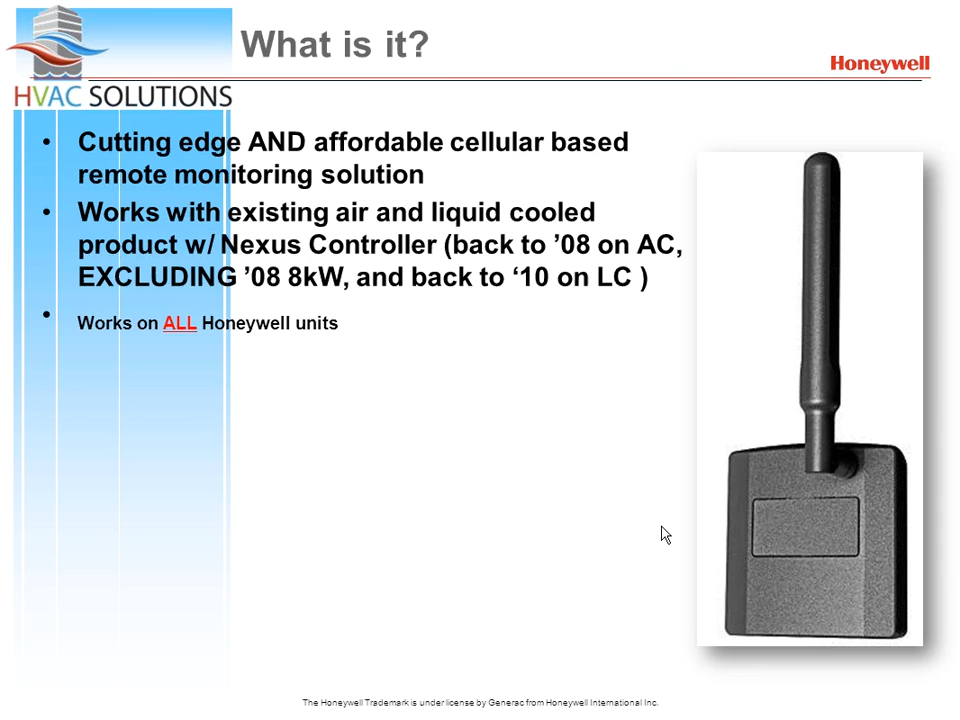 What is it?
Honeywell
HVAC SOLUTIONS
• Cutting edge AND affordable cellular based
remote monitoring solution
• Works with existing air and liquid cooled
product w/ Nexus Controller (back to ’08 on AC,
EXCLUDING ’08 8kW, and back to ‘10 on LC )
• Works on ALL Honeywell units
The Honeywell Trademark is under license by Generac from Honeywell International Inc.